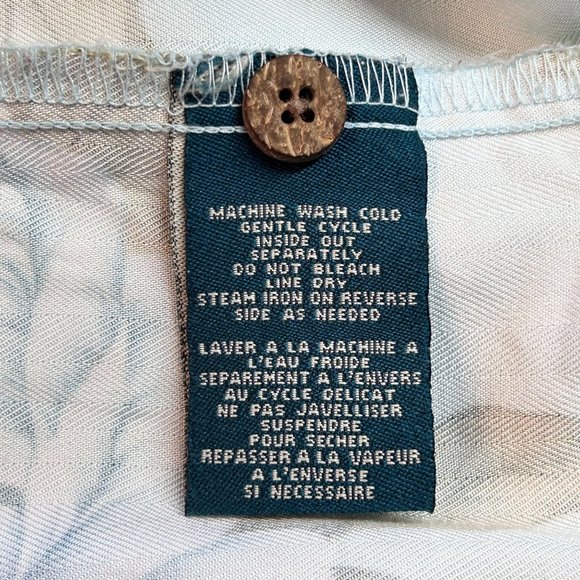 MACHINE WASH COLD
GENTLE CYCLE
INSIDE OUT
SEPARATELY
DO NOT BLEACH
LINE DRY
STEAM IRON ON REVERSE
SIDE AS NEEDED
LAVER A LA MACHINE A
L'EAU FROIDE
SEPAREMENT A L'ENVERS
AU CYCLE DELICAT
NE PAS JAVELLISER
SUSPENDRE
POUR SECHER
REPASSER A LA VAPEUR
A L'ENVERSE
SI NECESSAIRE